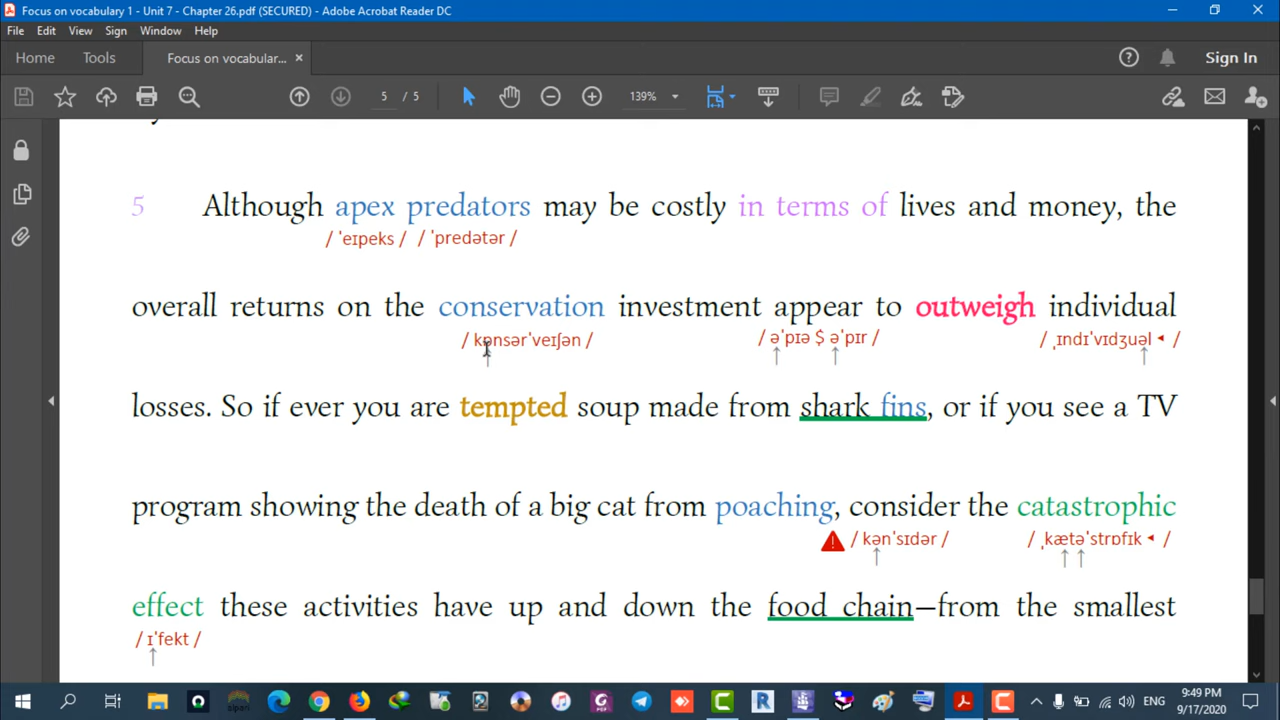 Focus on vocabulary 1 - Unit 7 - Chapter 26.pdf (SECURED) - Adobe Acrobat Reader DC
File Edit View Sign Window Help
Home Tools Focus on vocabular... × Sign In
5 / 5 139%
5 Although apex predators may be costly in terms of lives and money, the
/ ˈeɪpeks / / ˈpredətər /
overall returns on the conservation investment appear to outweigh individual
/ kɒnsərˈveɪʃən / / əˈpɪə $ əˈpɪr / / ˌɪndɪˈvɪdʒuəl ◂ /
losses. So if ever you are tempted soup made from shark fins, or if you see a TV
program showing the death of a big cat from poaching, consider the catastrophic
/ kənˈsɪdər / / ˌkætəˈstrɒfɪk ◂ /
effect these activities have up and down the food chain—from the smallest
/ ɪˈfekt /
ENG
9:49 PM
9/17/2020